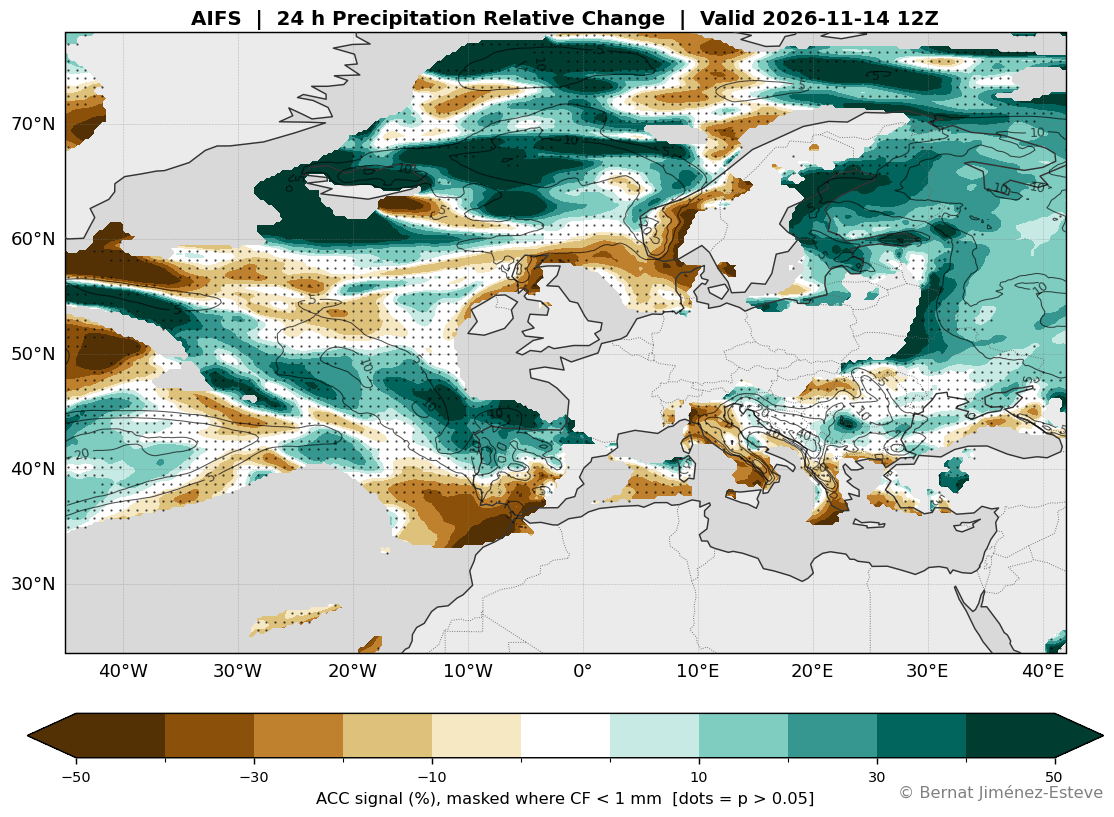 AIFS | 24 h Precipitation Relative Change | Valid 2026-11-14 12Z
70°N
60°N
50°N
40°N
30°N
40°W 30°W 20°W 10°W 0° 10°E 20°E 30°E 40°E
−50 −30 −10 10 30 50
ACC signal (%), masked where CF < 1 mm [dots = p > 0.05]
© Bernat Jiménez-Esteve